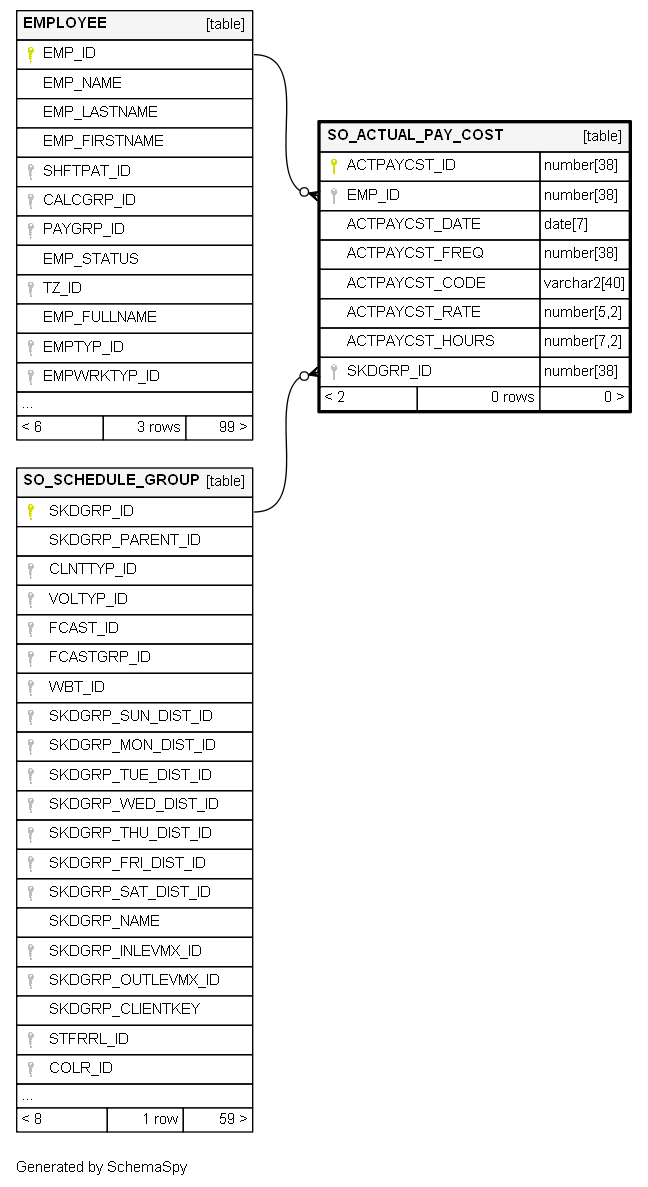 EMPLOYEE [table]
EMP_ID
EMP_NAME
EMP_LASTNAME
EMP_FIRSTNAME
SHFTPAT_ID
CALCGRP_ID
PAYGRP_ID
EMP_STATUS
TZ_ID
EMP_FULLNAME
EMPTYP_ID
EMPWRKTYP_ID
...
< 6 3 rows 99 >
SO_ACTUAL_PAY_COST [table]
ACTPAYCST_ID number[38]
EMP_ID number[38]
ACTPAYCST_DATE date[7]
ACTPAYCST_FREQ number[38]
ACTPAYCST_CODE varchar2[40]
ACTPAYCST_RATE number[5,2]
ACTPAYCST_HOURS number[7,2]
SKDGRP_ID number[38]
< 2 0 rows 0 >
SO_SCHEDULE_GROUP [table]
SKDGRP_ID
SKDGRP_PARENT_ID
CLNTTYP_ID
VOLTYP_ID
FCAST_ID
FCASTGRP_ID
WBT_ID
SKDGRP_SUN_DIST_ID
SKDGRP_MON_DIST_ID
SKDGRP_TUE_DIST_ID
SKDGRP_WED_DIST_ID
SKDGRP_THU_DIST_ID
SKDGRP_FRI_DIST_ID
SKDGRP_SAT_DIST_ID
SKDGRP_NAME
SKDGRP_INLEVMX_ID
SKDGRP_OUTLEVMX_ID
SKDGRP_CLIENTKEY
STFRRL_ID
COLR_ID
...
< 8 1 row 59 >
Generated by SchemaSpy